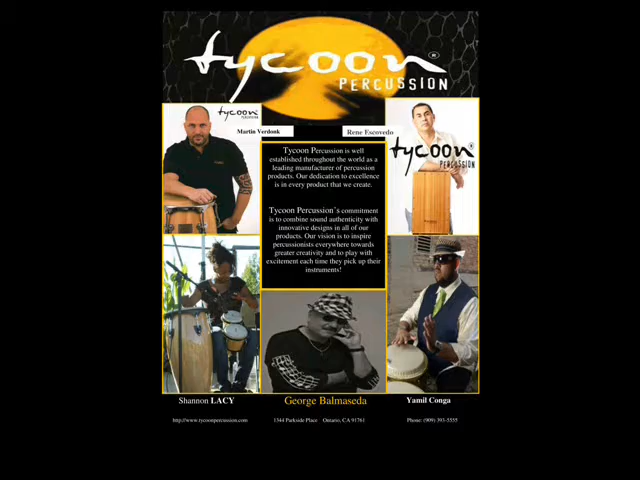 tycoon®
PERCUSSION
tycoon
PERCUSSION
Martin Verdonk
Rene Escovedo
tycoon®
PERCUSSION
Tycoon Percussion is well
established throughout the world as a
leading manufacturer of percussion
products. Our dedication to excellence
is in every product that we create.
Tycoon Percussion's commitment
is to combine sound authenticity with
innovative designs in all of our
products. Our vision is to inspire
percussionists everywhere towards
greater creativity and to play with
excitement each time they pick up their
instruments!
Shannon LACY
George Balmaseda
Yamil Conga
http://www.tycoonpercussion.com
1344 Parkside Place Ontario, CA 91761
Phone: (909) 393-5555